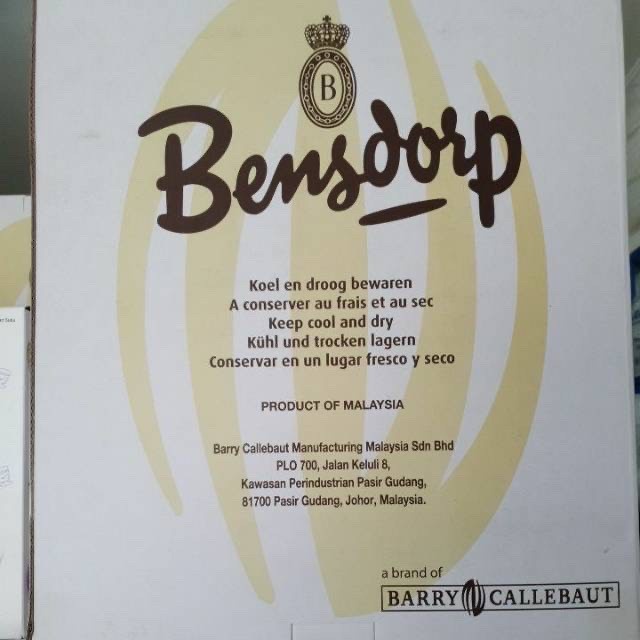 B
Bensdorp
Koel en droog bewaren
A conserver au frais et au sec
Keep cool and dry
Kühl und trocken lagern
Conservar en un lugar fresco y seco
PRODUCT OF MALAYSIA
Barry Callebaut Manufacturing Malaysia Sdn Bhd
PLO 700, Jalan Keluli 8,
Kawasan Perindustrian Pasir Gudang,
81700 Pasir Gudang, Johor, Malaysia.
a brand of
BARRY CALLEBAUT